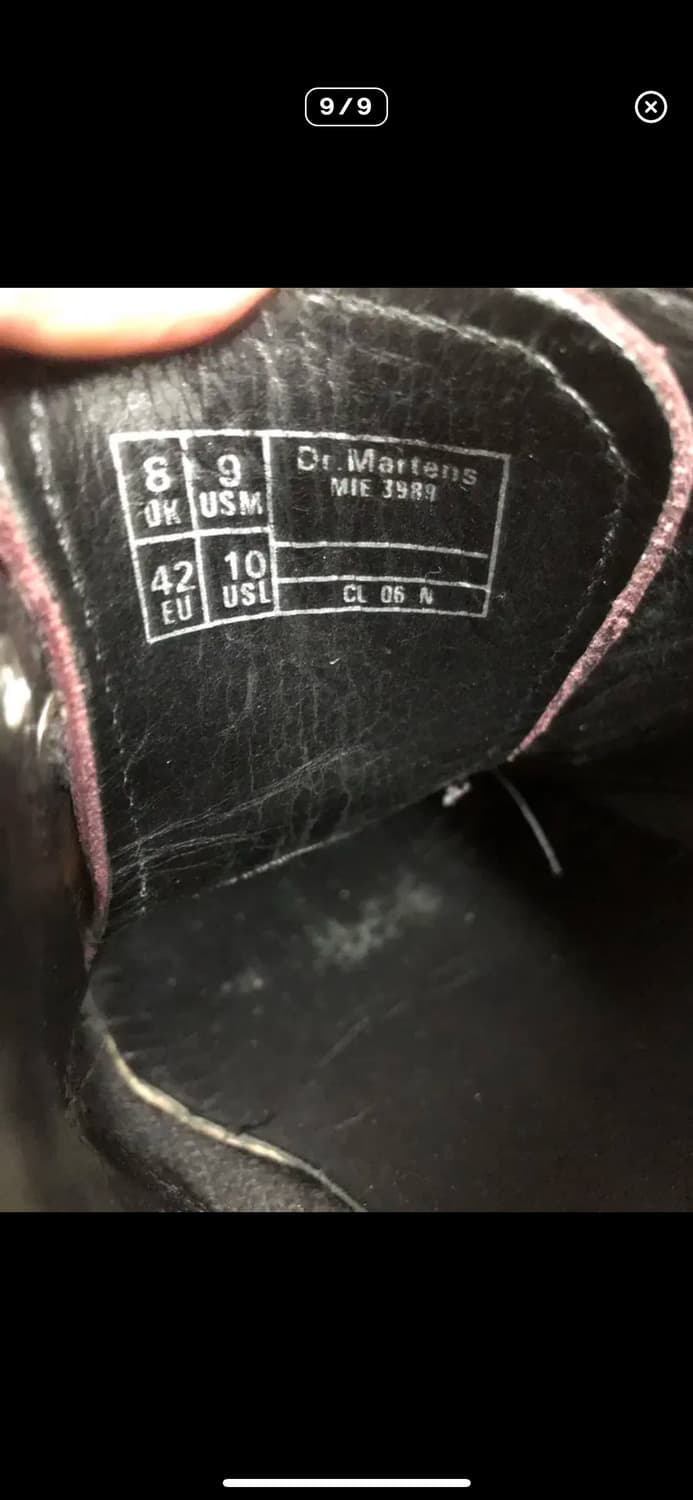 9/9
8 UK
9 USM
Dr. Martens
MIE 3989
42 EU
10 USL
CL 06 N